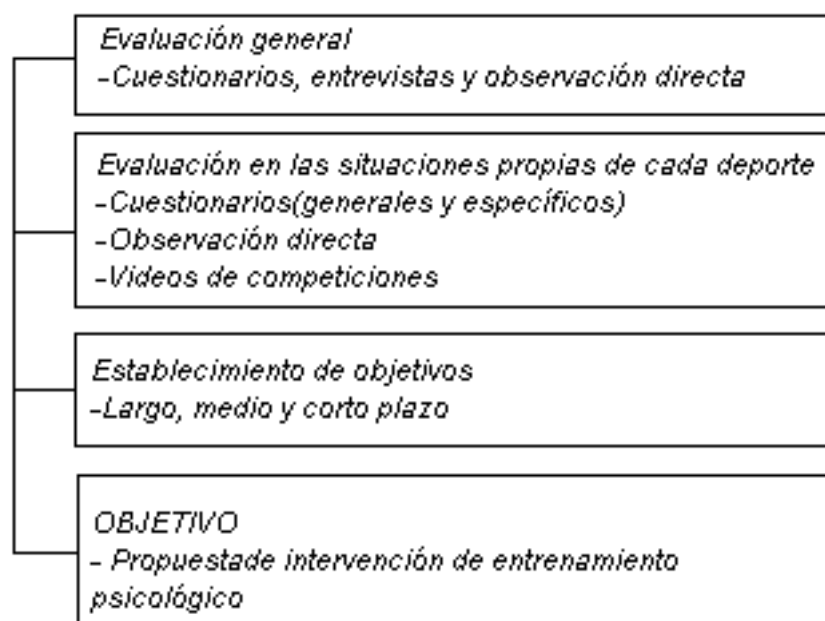 Evaluación general
-Cuestionarios, entrevistas y observación directa
Evaluación en las situaciones propias de cada deporte
-Cuestionarios(generales y específicos)
-Observación directa
-Videos de competiciones
Establecimiento de objetivos
-Largo, medio y corto plazo
OBJETIVO
- Propuestade intervención de entrenamiento
psicológico